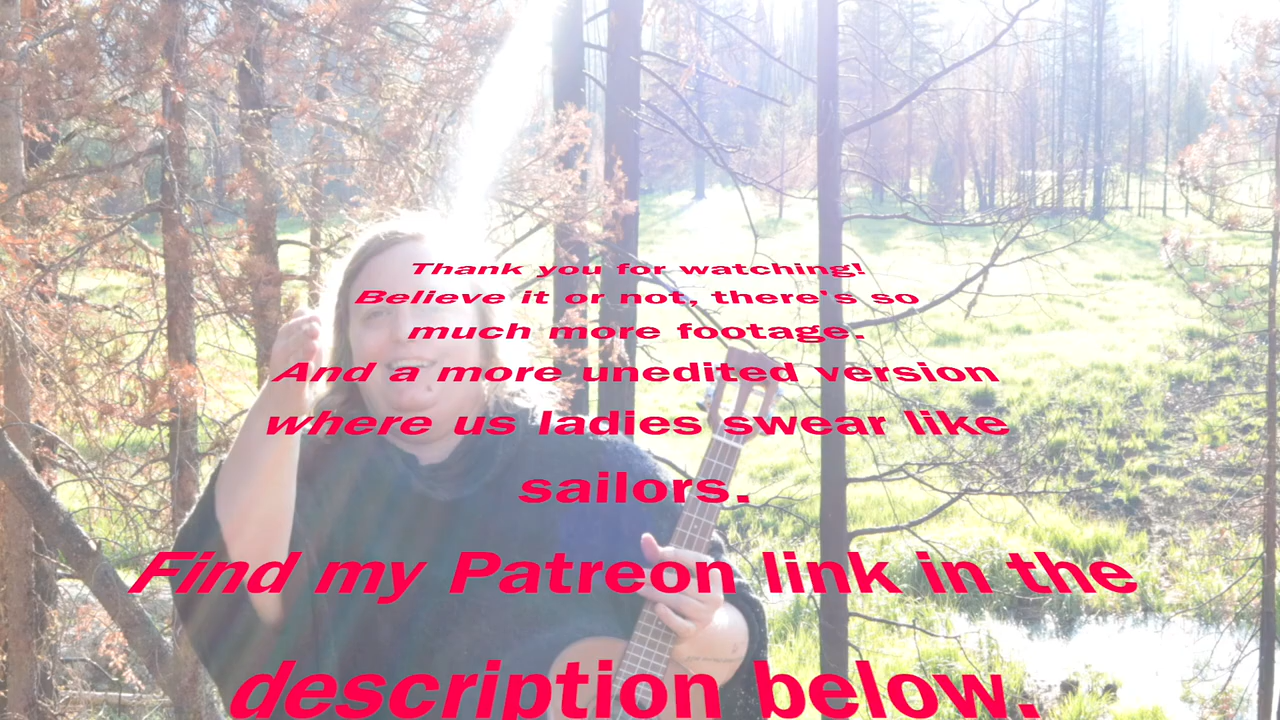 Thank you for watching!
Believe it or not, there's so
much more footage.
And a more unedited version
where us ladies swear like
sailors.
Find my Patreon link in the
description below.